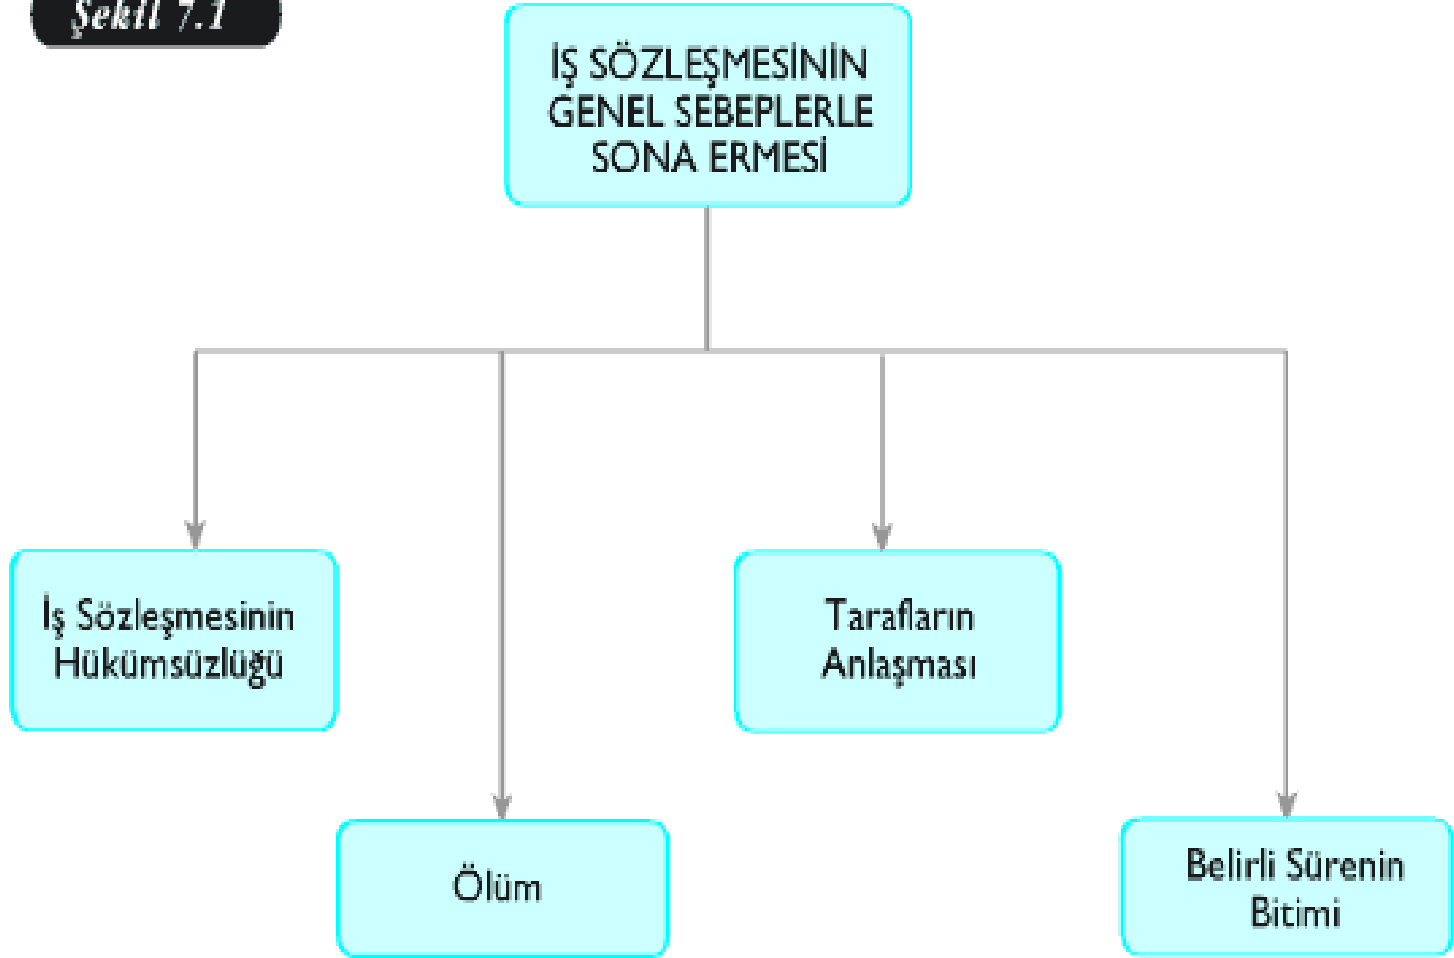 Şekil 7.1
İŞ SÖZLEŞMESİNİN
GENEL SEBEPLERLE
SONA ERMESİ
İş Sözleşmesinin
Hükümsüzlüğü
Tarafların
Anlaşması
Ölüm
Belirli Sürenin
Bitimi